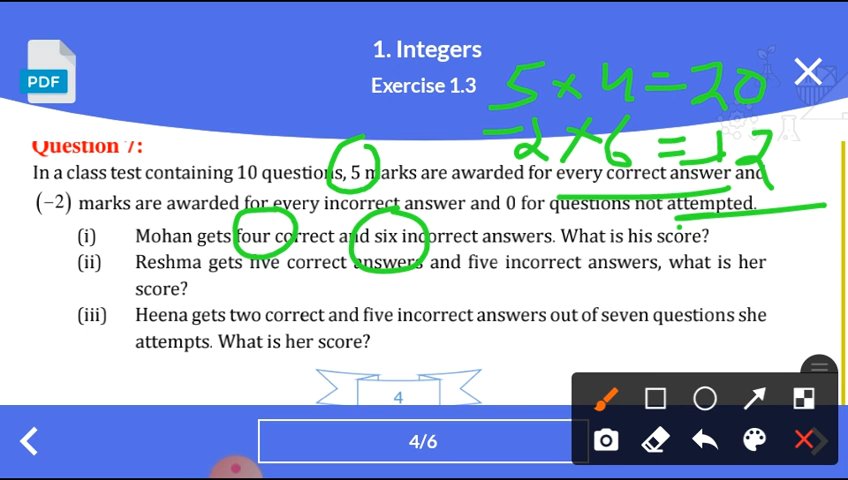 PDF
1. Integers
Exercise 1.3
5 × 4 = 20
-2 × 6 = -12
Question 7:
In a class test containing 10 questions, 5 marks are awarded for every correct answer and
(−2) marks are awarded for every incorrect answer and 0 for questions not attempted.
(i) Mohan gets four correct and six incorrect answers. What is his score?
(ii) Reshma gets five correct answers and five incorrect answers, what is her
score?
(iii) Heena gets two correct and five incorrect answers out of seven questions she
attempts. What is her score?
4
4/6